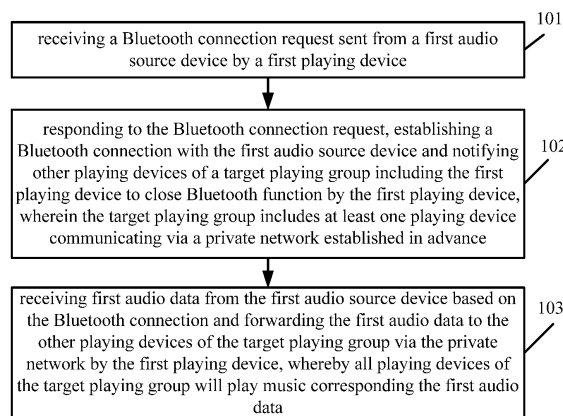 101
receiving a Bluetooth connection request sent from a first audio
source device by a first playing device
102
responding to the Bluetooth connection request, establishing a
Bluetooth connection with the first audio source device and notifying
other playing devices of a target playing group including the first
playing device to close Bluetooth function by the first playing device,
wherein the target playing group includes at least one playing device
communicating via a private network established in advance
103
receiving first audio data from the first audio source device based on
the Bluetooth connection and forwarding the first audio data to the
other playing devices of the target playing group via the private
network by the first playing device, whereby all playing devices of
the target playing group will play music corresponding the first audio
data